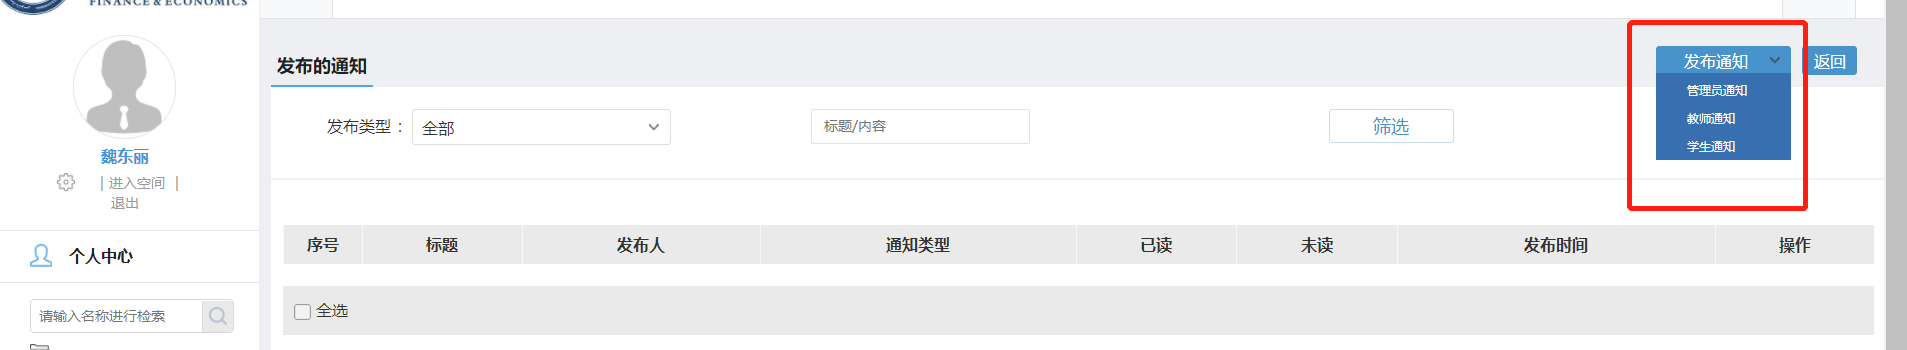 FINANCE & ECONOMICS
魏东丽
进入空间
退出
个人中心
请输入名称进行检索
发布的通知
发布通知
返回
管理员通知
教师通知
学生通知
发布类型：
全部
标题/内容
筛选
序号 标题 发布人 通知类型 已读 未读 发布时间 操作
全选